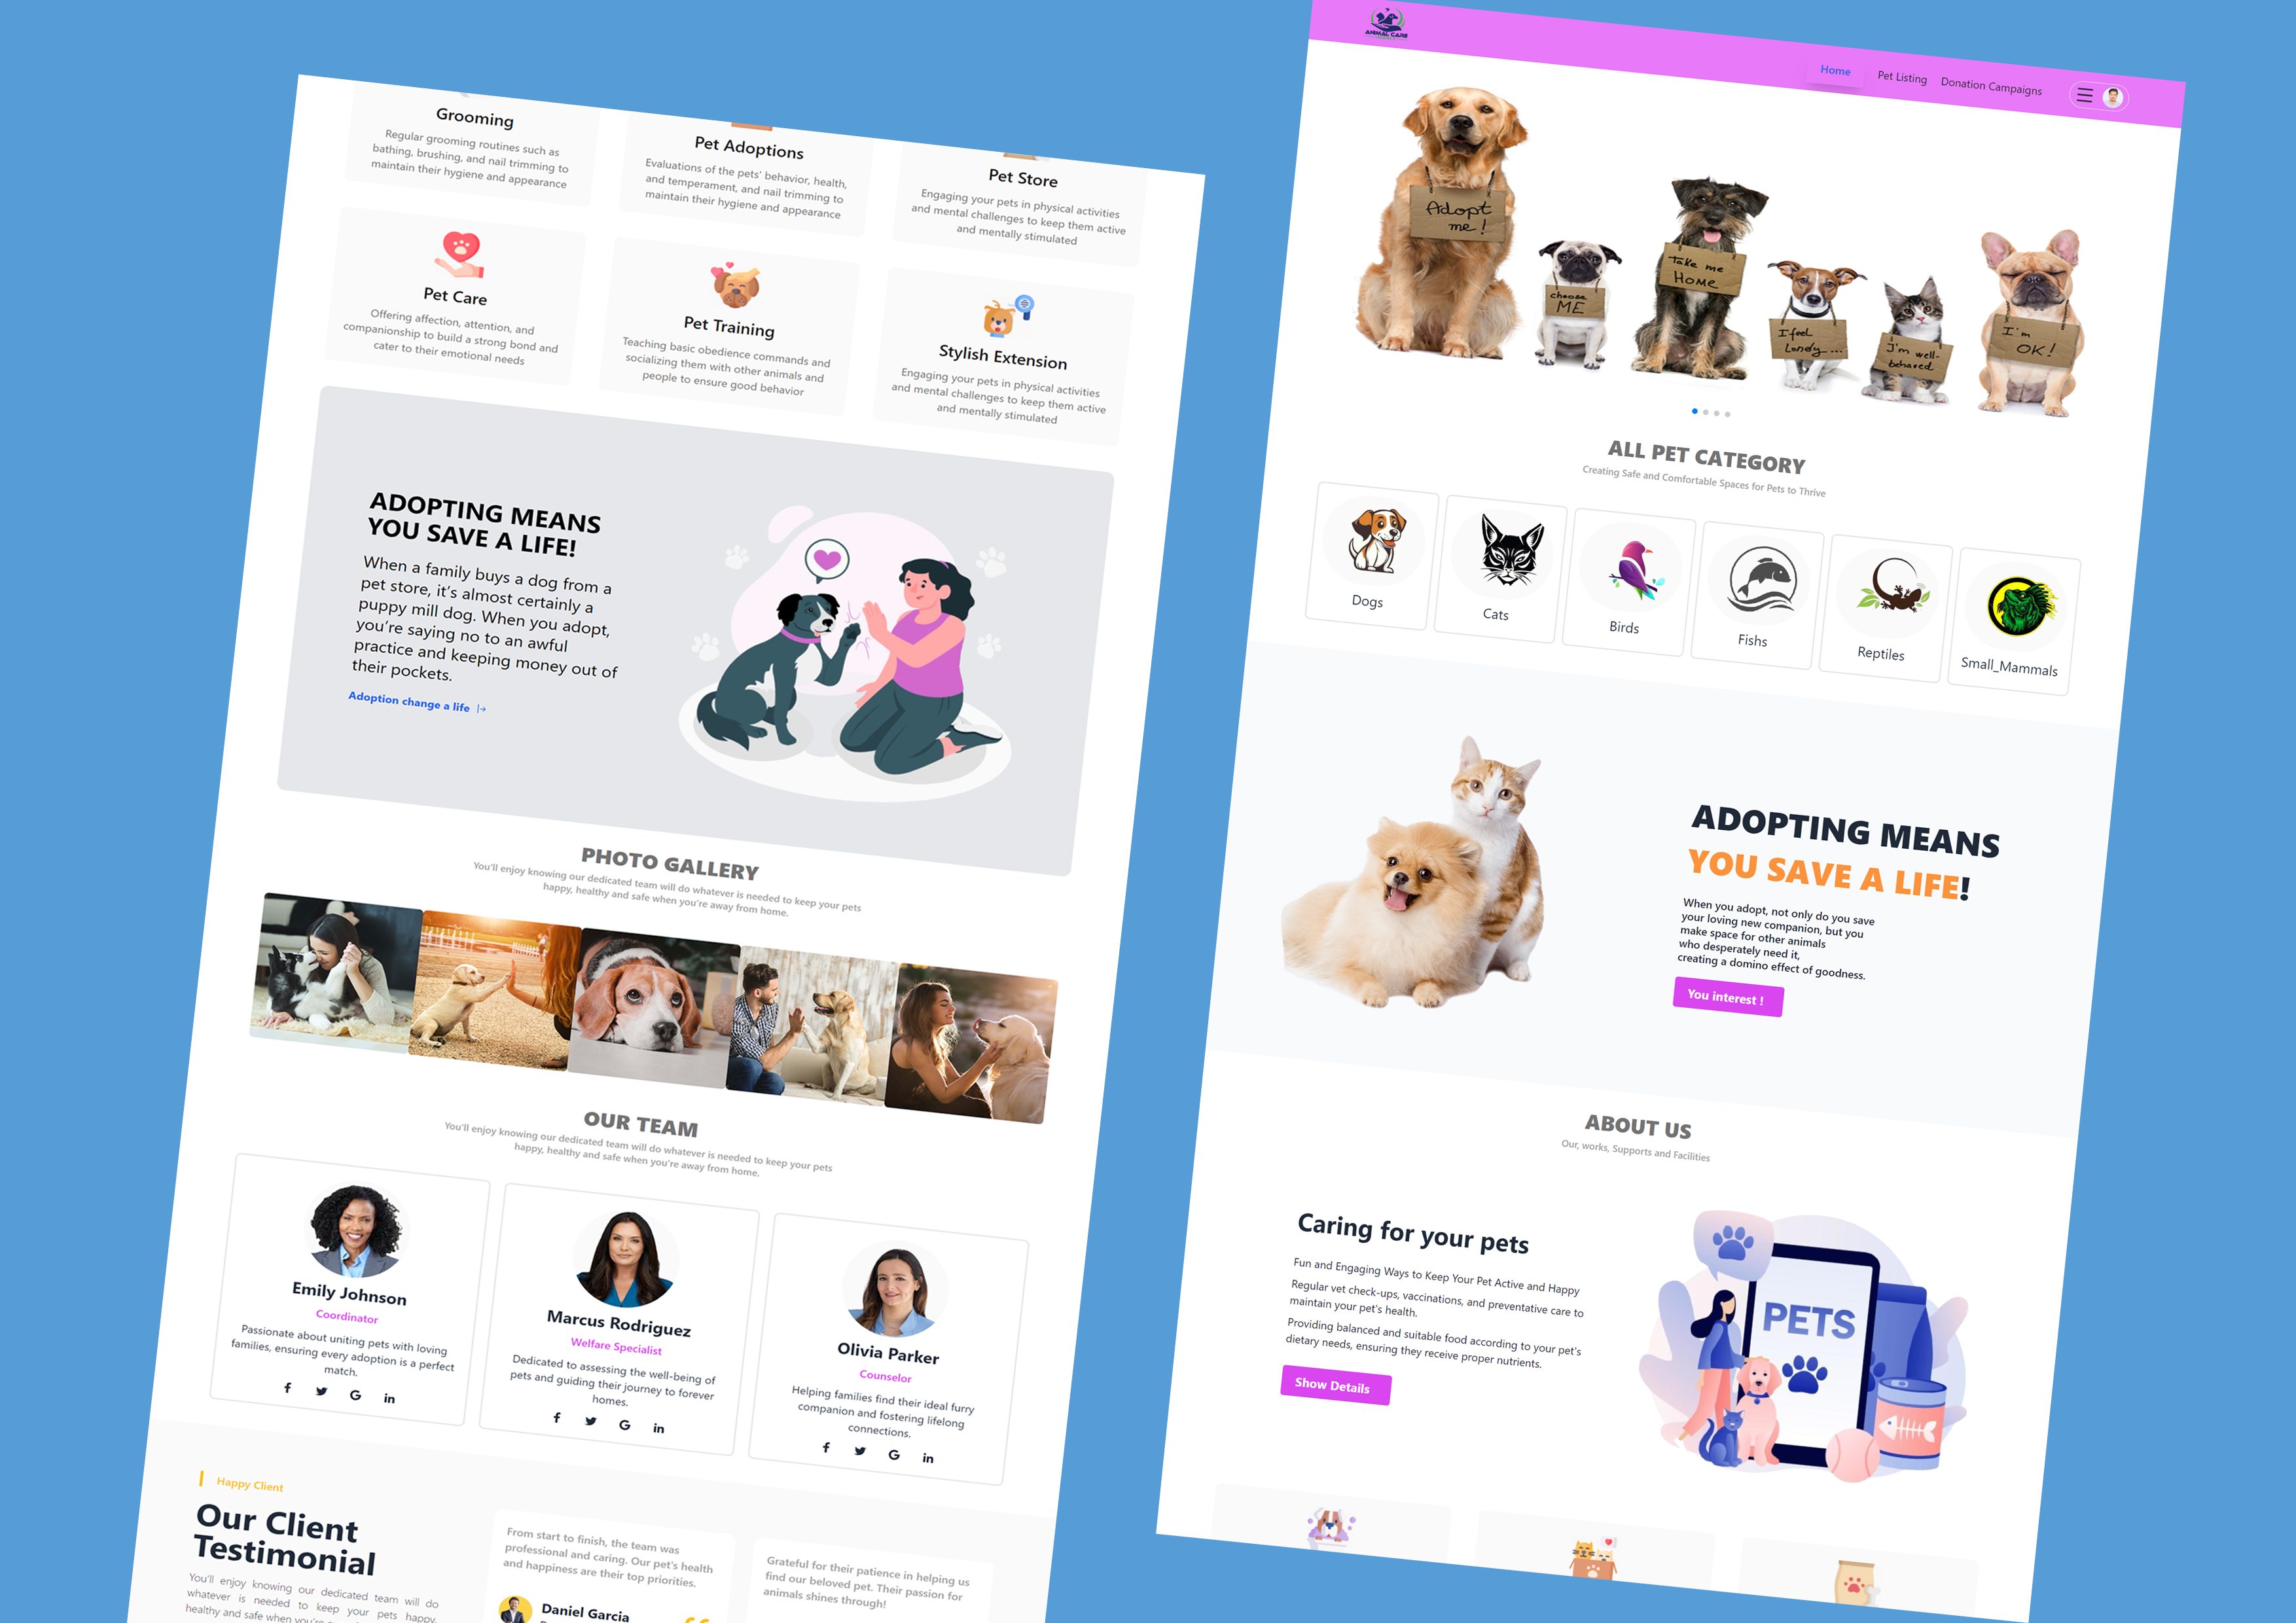 Grooming
Regular grooming routines such as
bathing, brushing, and nail trimming to
maintain their hygiene and appearance
Pet Adoptions
Evaluations of the pets' behavior, health,
and temperament, and nail trimming to
maintain their hygiene and appearance
Pet Store
Engaging your pets in physical activities
and mental challenges to keep them active
and mentally stimulated
Pet Care
Offering affection, attention, and
companionship to build a strong bond and
cater to their emotional needs
Pet Training
Teaching basic obedience commands and
socializing them with other animals and
people to ensure good behavior
Stylish Extension
Engaging your pets in physical activities
and mental challenges to keep them active
and mentally stimulated
ADOPTING MEANS
YOU SAVE A LIFE!
When a family buys a dog from a
pet store, it's almost certainly a
puppy mill dog. When you adopt,
you're saying no to an awful
practice and keeping money out of
their pockets.
Adoption change a life
PHOTO GALLERY
You'll enjoy knowing our dedicated team will do whatever is needed to keep your pets
happy, healthy and safe when you're away from home.
OUR TEAM
You'll enjoy knowing our dedicated team will do whatever is needed to keep your pets
happy, healthy and safe when you're away from home.
Emily Johnson
Coordinator
Passionate about uniting pets with loving
families, ensuring every adoption is a perfect
match.
Marcus Rodriguez
Welfare Specialist
Dedicated to assessing the well-being of
pets and guiding their journey to forever
homes.
Olivia Parker
Counselor
Helping families find their ideal furry
companion and fostering lifelong
connections.
Happy Client
Our Client
Testimonial
You'll enjoy knowing our dedicated team will do
whatever is needed to keep your pets happy,
healthy and safe when you're
From start to finish, the team was
professional and caring. Our pet's health
and happiness are their top priorities.
Daniel Garcia
Grateful for their patience in helping us
find our beloved pet. Their passion for
animals shines through!
ANIMAL CARE
Home
Pet Listing
Donation Campaigns
Adopt
me!
choose
ME
Take me
HOME
I feel
Lonely...
I'm well-
behaved
I'm
OK!
ALL PET CATEGORY
Creating Safe and Comfortable Spaces for Pets to Thrive
Dogs
Cats
Birds
Fishs
Reptiles
Small_Mammals
ADOPTING MEANS
YOU SAVE A LIFE!
When you adopt, not only do you save
your loving new companion, but you
make space for other animals
who desperately need it,
creating a domino effect of goodness.
You interest !
ABOUT US
Our, works, Supports and Facilities
Caring for your pets
Fun and Engaging Ways to Keep Your Pet Active and Happy
Regular vet check-ups, vaccinations, and preventative care to
maintain your pet's health.
Providing balanced and suitable food according to your pet's
dietary needs, ensuring they receive proper nutrients.
Show Details
PETS